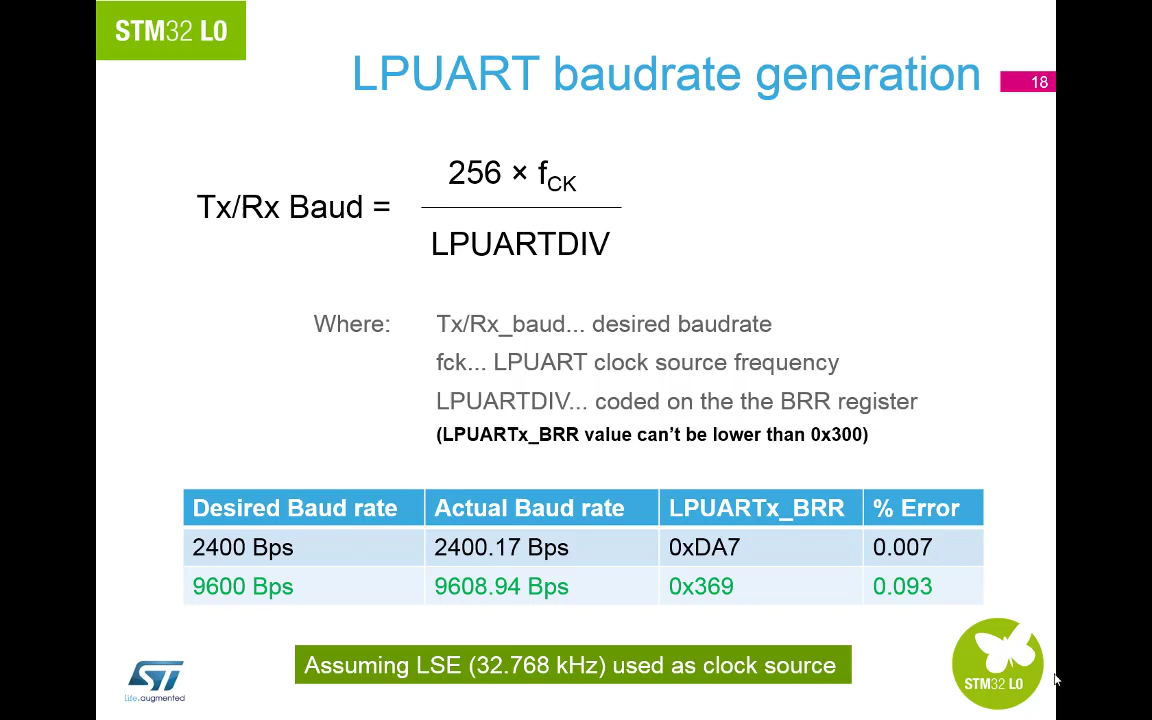 STM32 L0
LPUART baudrate generation
18
Tx/Rx Baud =
256 × fCK
LPUARTDIV
Where:
Tx/Rx_baud... desired baudrate
fck... LPUART clock source frequency
LPUARTDIV... coded on the the BRR register
(LPUARTx_BRR value can't be lower than 0x300)
Desired Baud rate Actual Baud rate LPUARTx_BRR % Error
2400 Bps 2400.17 Bps 0xDA7 0.007
9600 Bps 9608.94 Bps 0x369 0.093
Assuming LSE (32.768 kHz) used as clock source
ST
life.augmented
STM32 L0